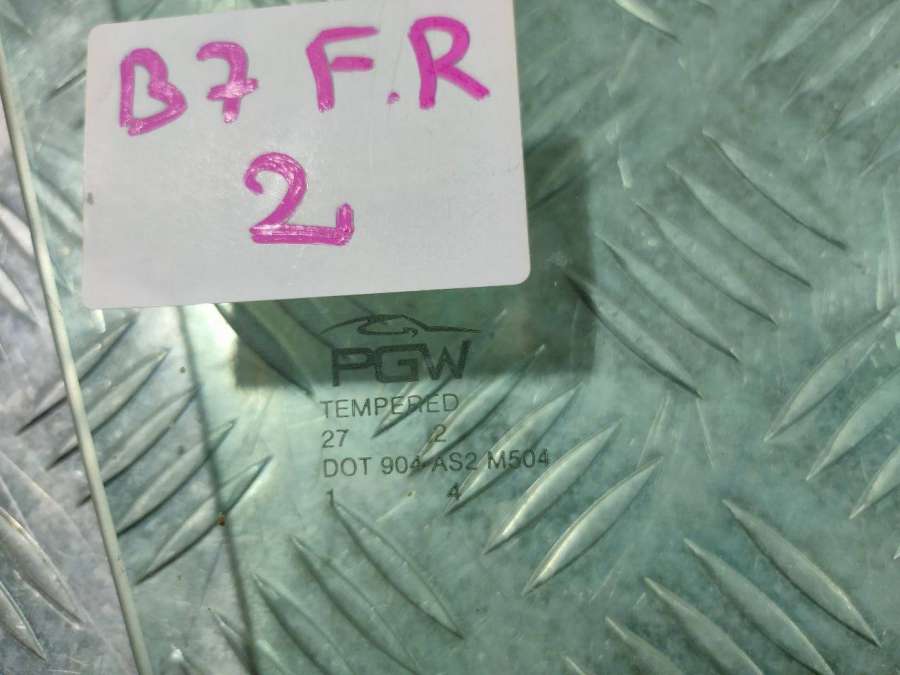 B7 F.R
2
PGW
TEMPERED
27 2
DOT 904 AS2 M504
1 4